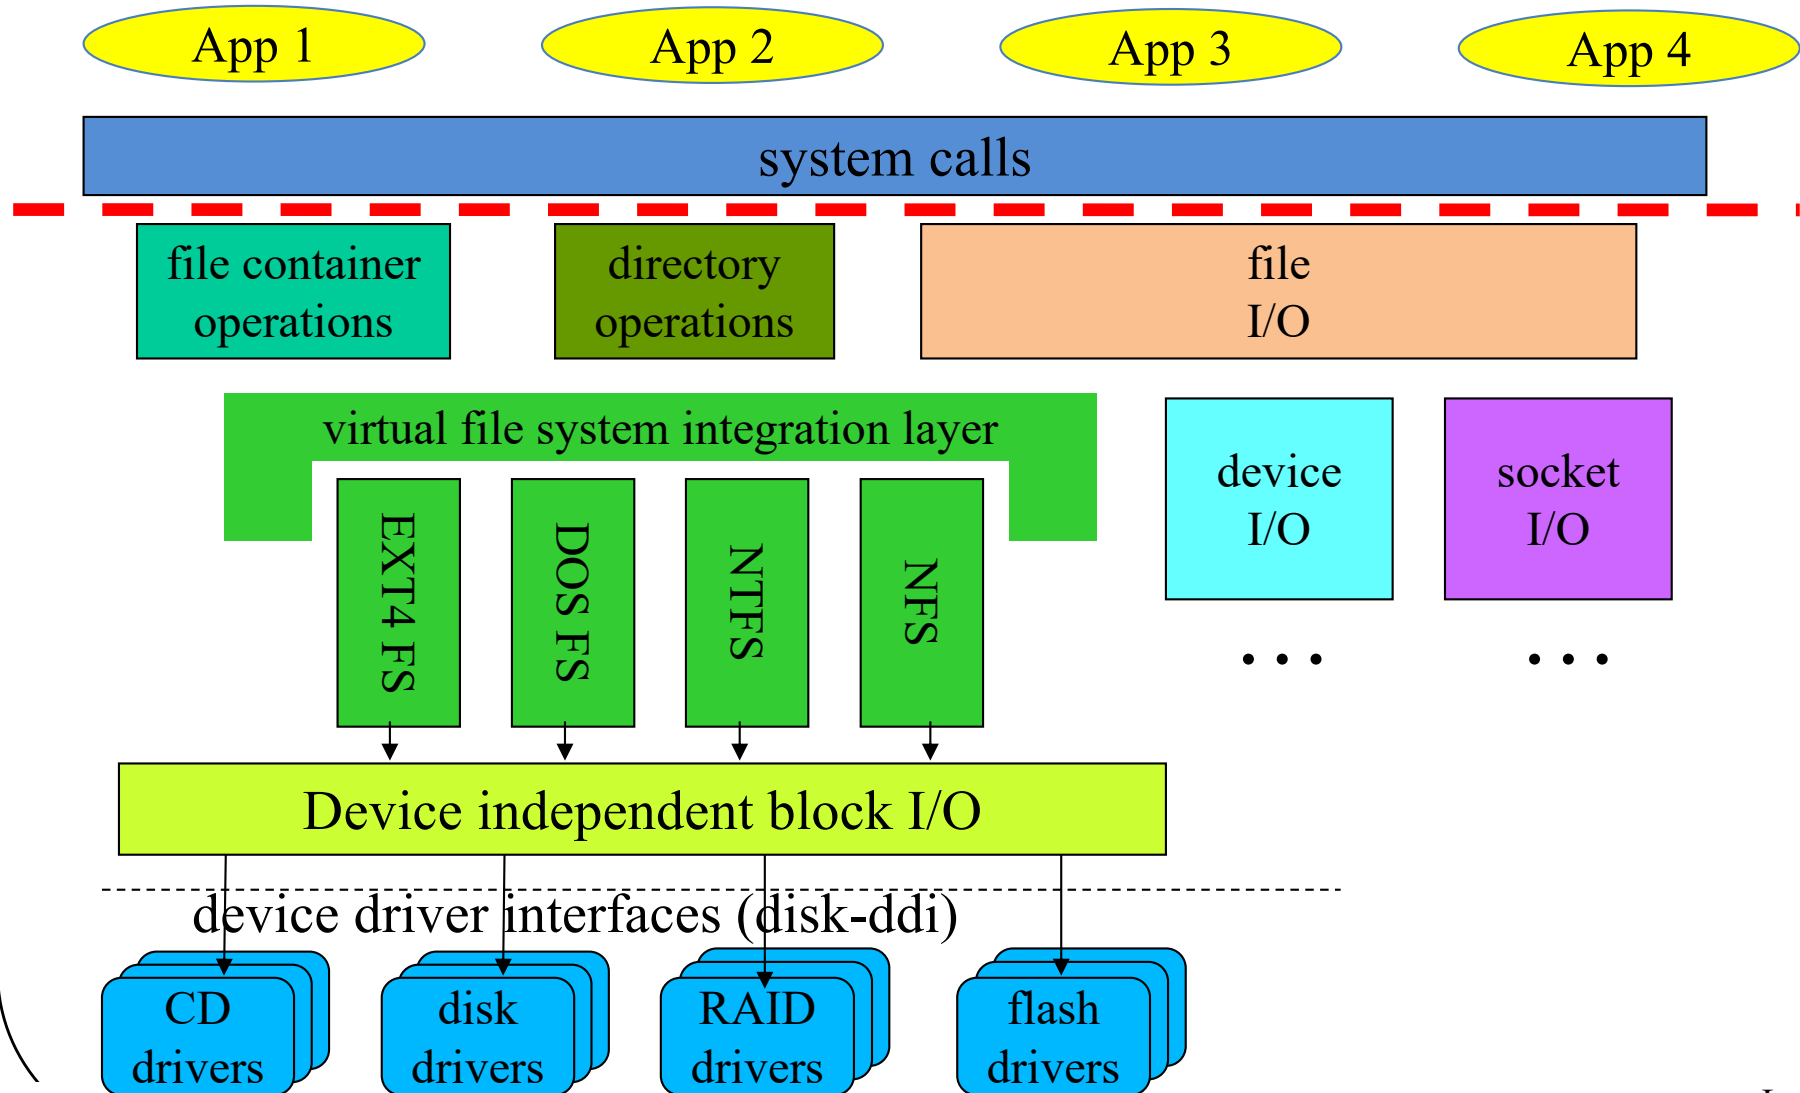 App 1
App 2
App 3
App 4
system calls
file container
operations
directory
operations
file
I/O
virtual file system integration layer
device
I/O
socket
I/O
EXT4 FS
DOS FS
NTFS
NFS
. . .
. . .
Device independent block I/O
device driver interfaces (disk-ddi)
CD
drivers
disk
drivers
RAID
drivers
flash
drivers